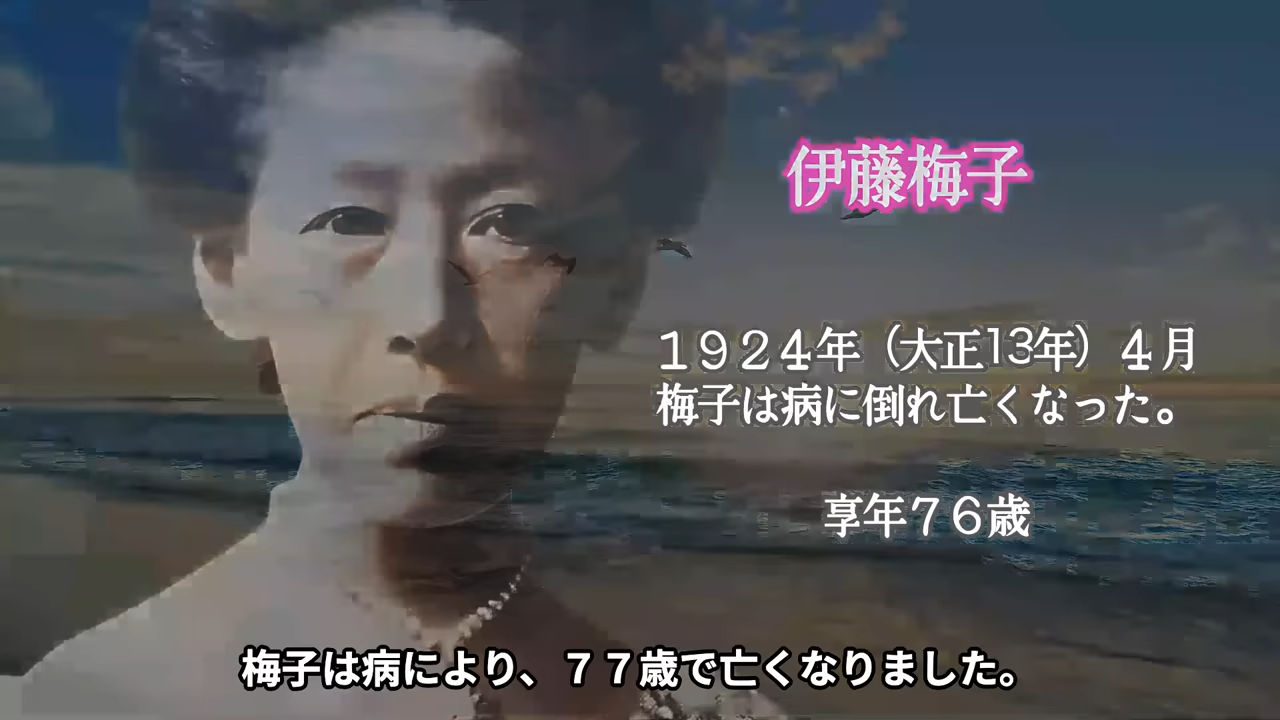 伊藤梅子
１９２４年（大正13年）４月
梅子は病に倒れ亡くなった。
享年７６歳
梅子は病により、７７歳で亡くなりました。